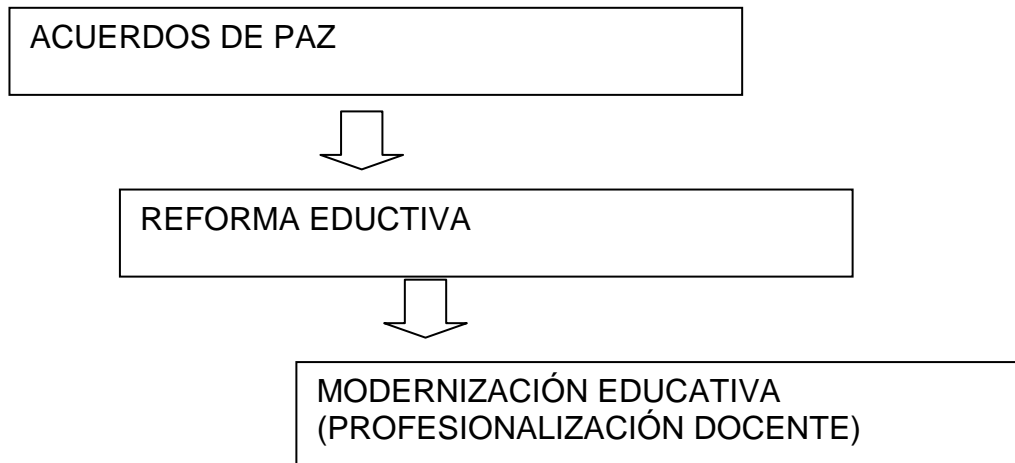 ACUERDOS DE PAZ
REFORMA EDUCTIVA
MODERNIZACIÓN EDUCATIVA
(PROFESIONALIZACIÓN DOCENTE)